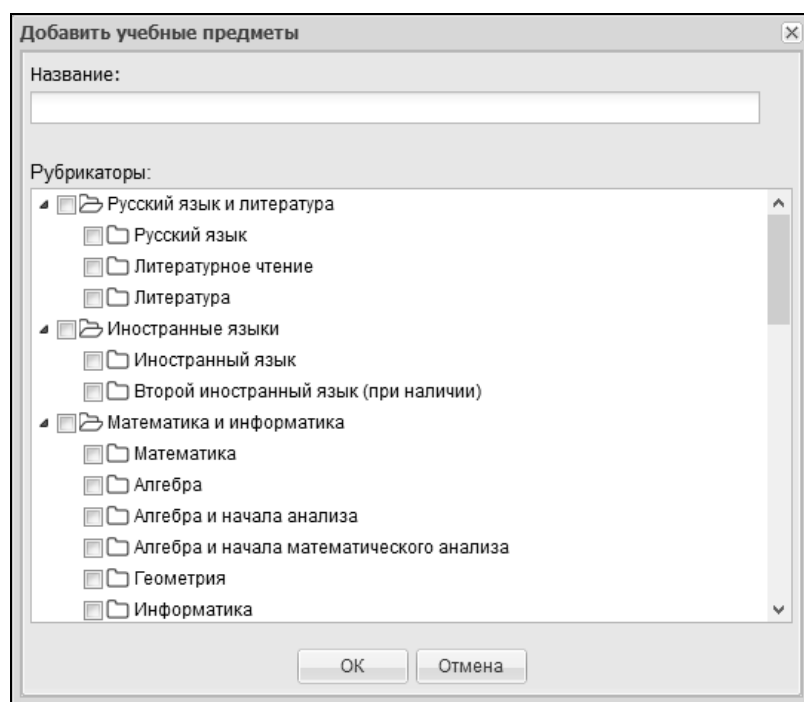 Добавить учебные предметы
Название:
Рубрикаторы:
Русский язык и литература
Русский язык
Литературное чтение
Литература
Иностранные языки
Иностранный язык
Второй иностранный язык (при наличии)
Математика и информатика
Математика
Алгебра
Алгебра и начала анализа
Алгебра и начала математического анализа
Геометрия
Информатика
ОК
Отмена